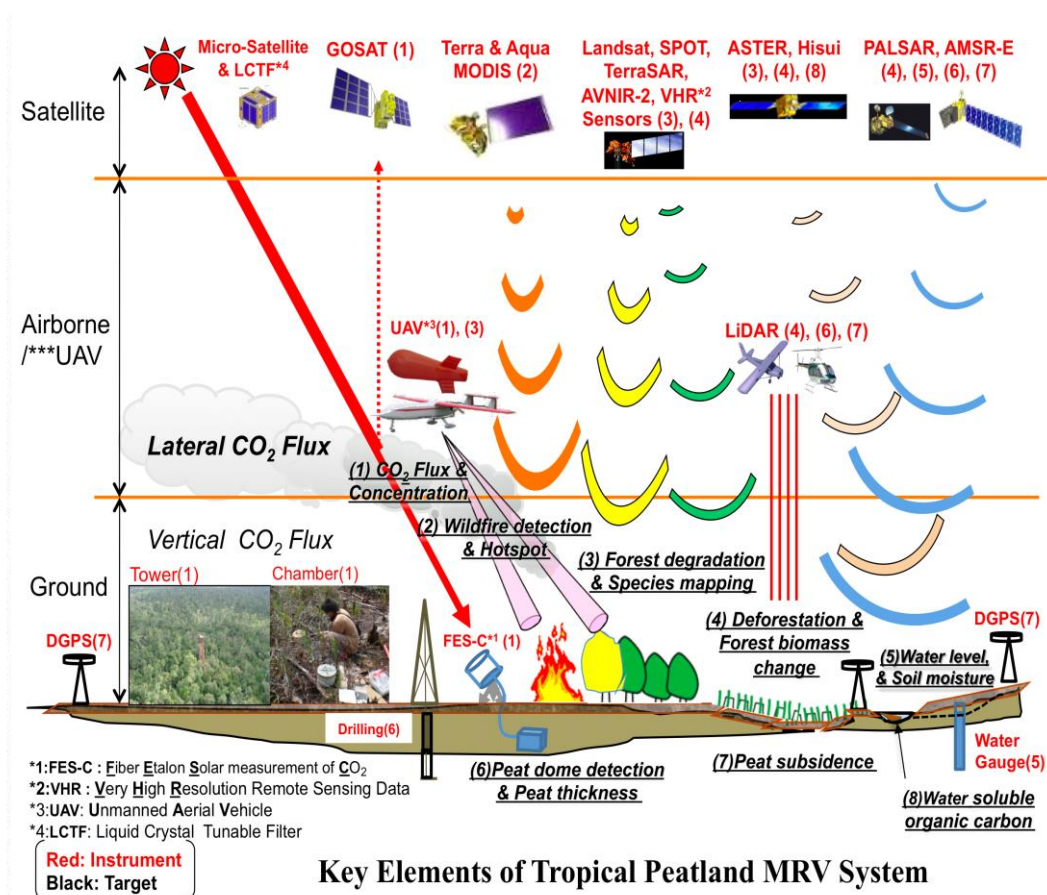 Micro-Satellite
& LCTF*4
GOSAT (1)
Terra & Aqua
MODIS (2)
Landsat, SPOT,
TerraSAR,
AVNIR-2, VHR*2
Sensors (3), (4)
ASTER, Hisui
(3), (4), (8)
PALSAR, AMSR-E
(4), (5), (6), (7)
Satellite
Airborne
/***UAV
UAV*3(1), (3)
LiDAR (4), (6), (7)
Lateral CO2 Flux
(1) CO2 Flux &
Concentration
(2) Wildfire detection
& Hotspot
(3) Forest degradation
& Species mapping
Vertical CO2 Flux
Ground
Tower(1)
Chamber(1)
DGPS(7)
FES-C*1 (1)
(4) Deforestation &
Forest biomass
change
DGPS(7)
(5)Water level,
& Soil moisture
Drilling(6)
(6)Peat dome detection
& Peat thickness
(7)Peat subsidence
Water
Gauge(5)
(8)Water soluble
organic carbon
*1:FES-C : Fiber Etalon Solar measurement of CO2
*2:VHR : Very High Resolution Remote Sensing Data
*3:UAV: Unmanned Aerial Vehicle
*4:LCTF: Liquid Crystal Tunable Filter
Red: Instrument
Black: Target
Key Elements of Tropical Peatland MRV System